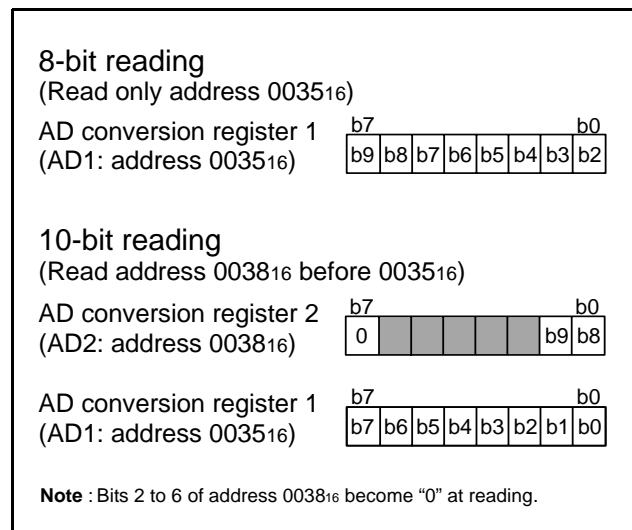 8-bit reading
(Read only address 003516)
b7 b0
AD conversion register 1
(AD1: address 003516)
b9 b8 b7 b6 b5 b4 b3 b2
10-bit reading
(Read address 003816 before 003516)
b7 b0
AD conversion register 2
(AD2: address 003816)
0 b9 b8
b7 b0
AD conversion register 1
(AD1: address 003516)
b7 b6 b5 b4 b3 b2 b1 b0
Note : Bits 2 to 6 of address 003816 become “0” at reading.